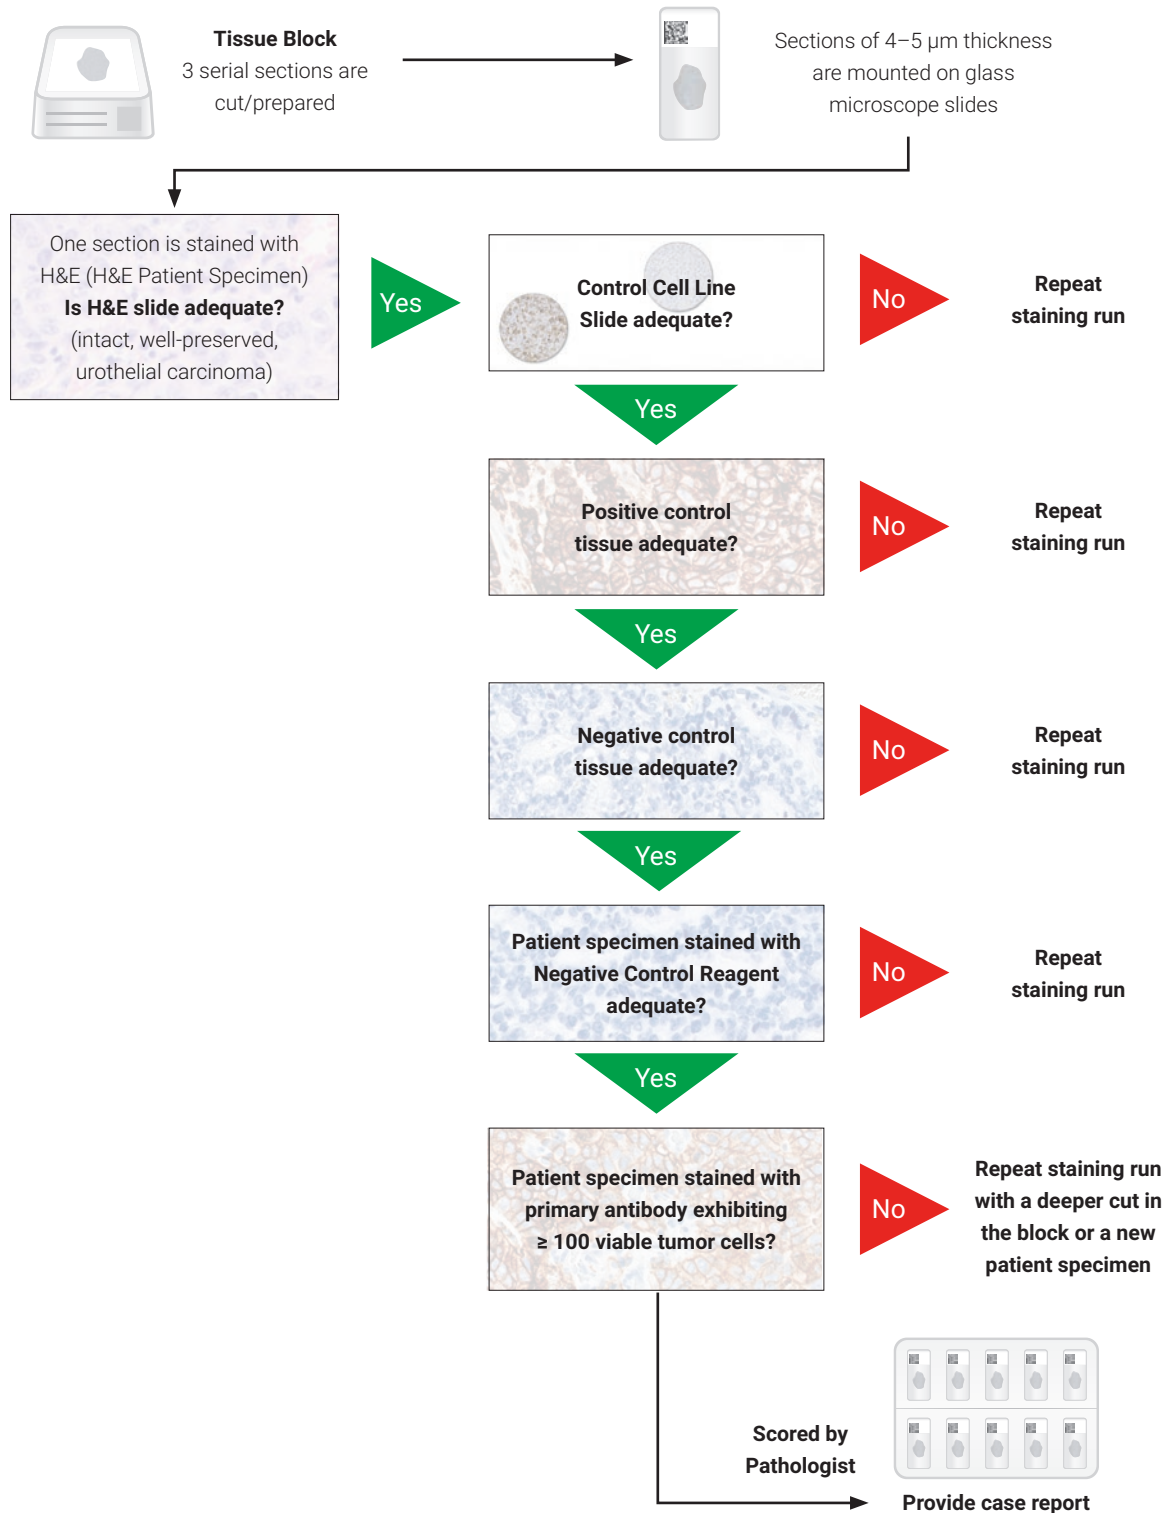 Tissue Block
3 serial sections are
cut/prepared
Sections of 4–5 µm thickness
are mounted on glass
microscope slides
One section is stained with
H&E (H&E Patient Specimen)
Is H&E slide adequate?
(intact, well-preserved,
urothelial carcinoma)
Yes
Control Cell Line
Slide adequate?
No
Repeat
staining run
Yes
Positive control
tissue adequate?
No
Repeat
staining run
Yes
Negative control
tissue adequate?
No
Repeat
staining run
Yes
Patient specimen stained with
Negative Control Reagent
adequate?
No
Repeat
staining run
Yes
Patient specimen stained with
primary antibody exhibiting
≥ 100 viable tumor cells?
No
Repeat staining run
with a deeper cut in
the block or a new
patient specimen
Scored by
Pathologist
Provide case report